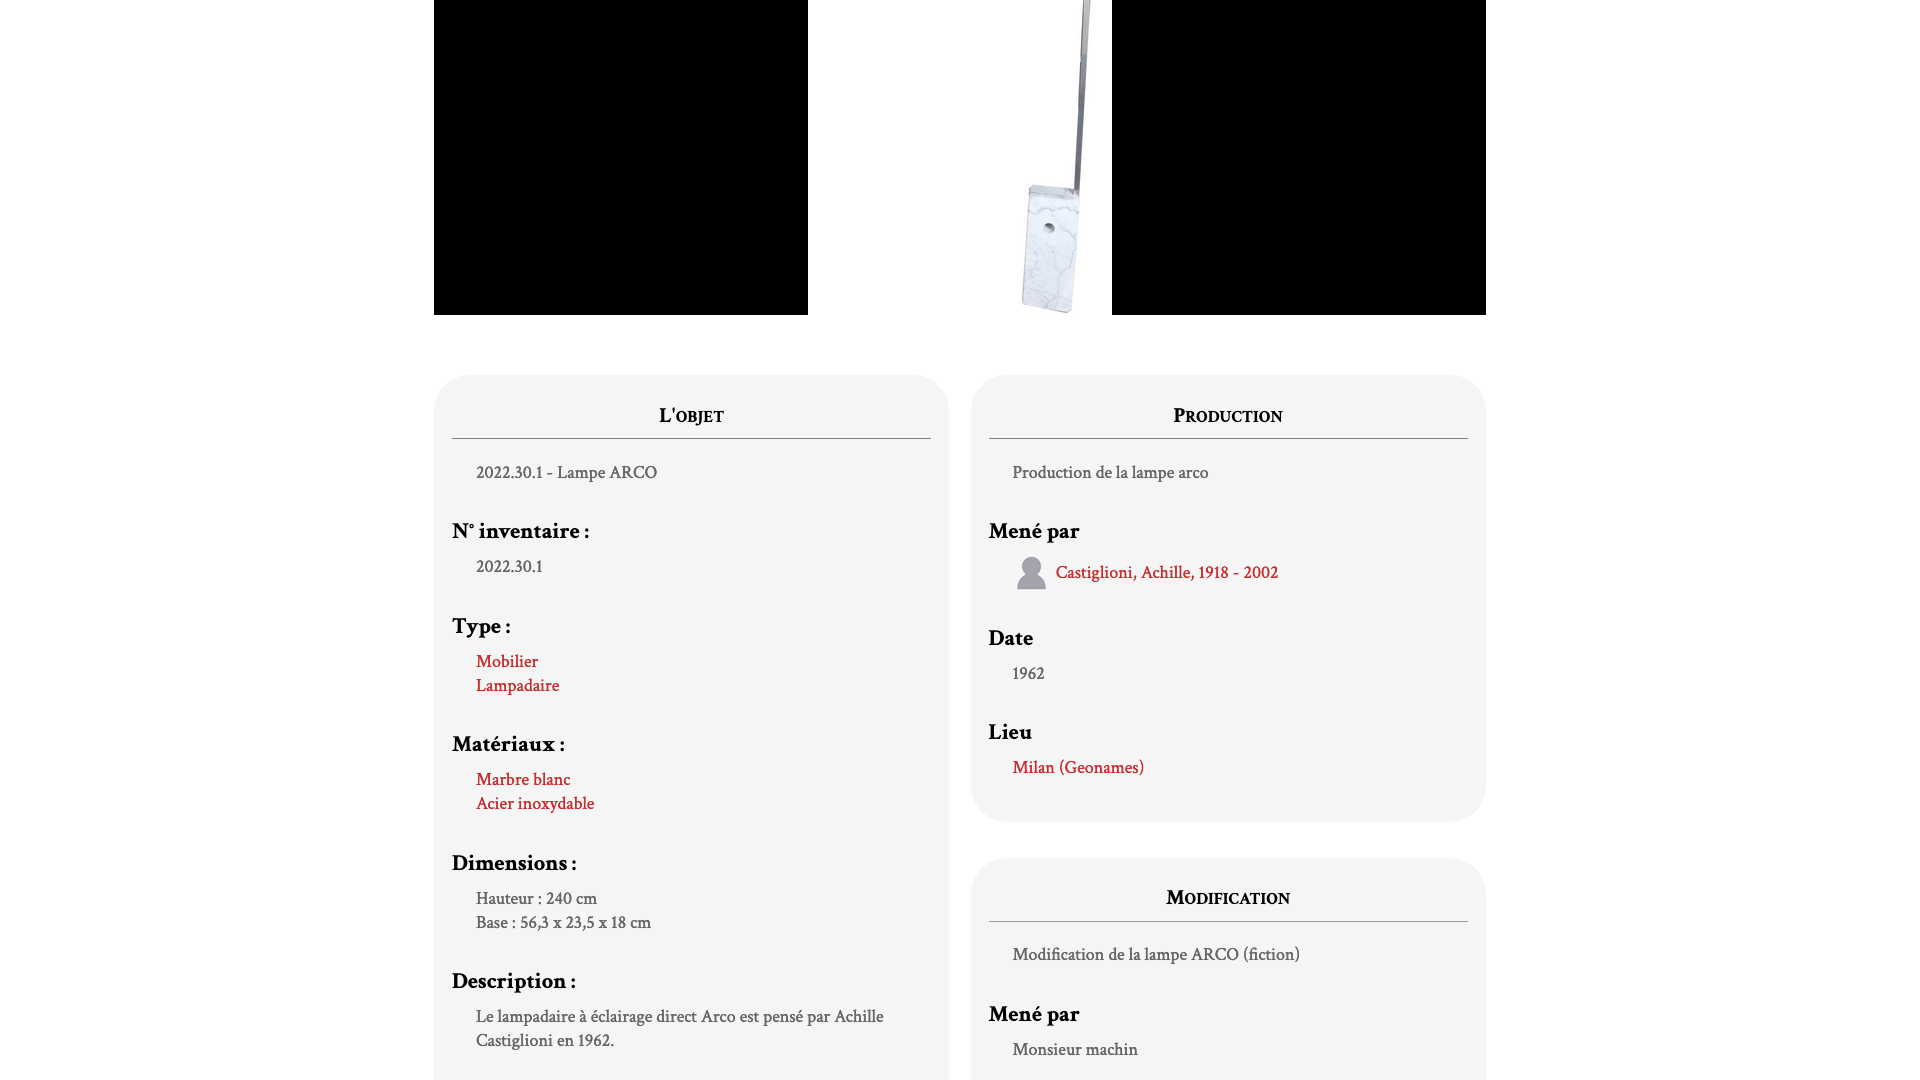 L'OBJET
2022.30.1 - Lampe ARCO
N° inventaire :
2022.30.1
Type :
Mobilier
Lampadaire
Matériaux :
Marbre blanc
Acier inoxydable
Dimensions :
Hauteur : 240 cm
Base : 56,3 x 23,5 x 18 cm
Description :
Le lampadaire à éclairage direct Arco est pensé par Achille
Castiglioni en 1962.
PRODUCTION
Production de la lampe arco
Mené par
Castiglioni, Achille, 1918 - 2002
Date
1962
Lieu
Milan (Geonames)
MODIFICATION
Modification de la lampe ARCO (fiction)
Mené par
Monsieur machin